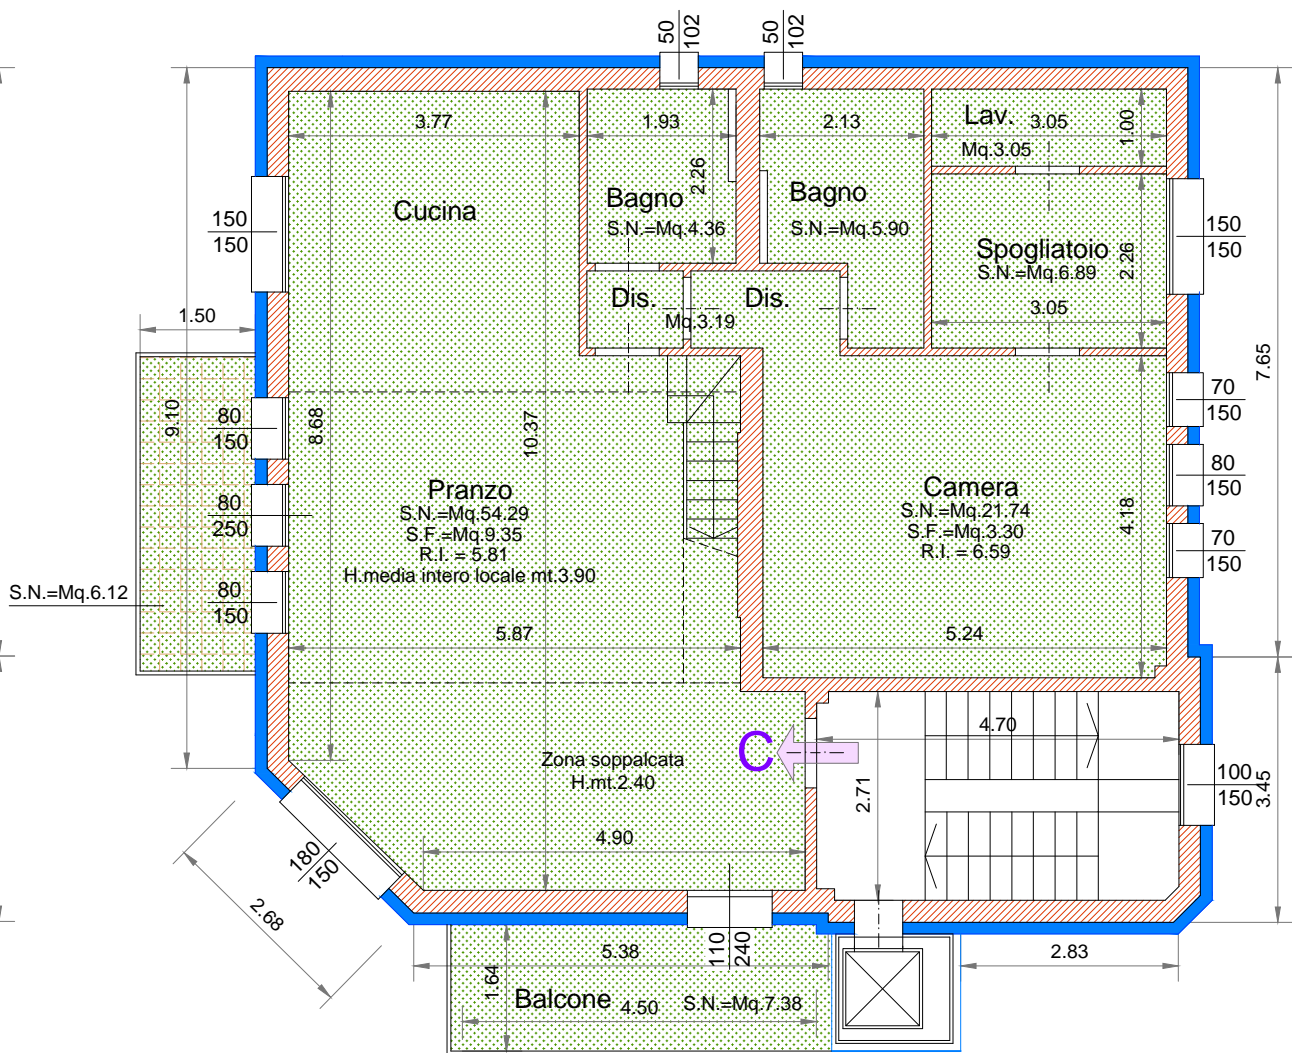 50
102
50
102
3.77
1.93
2.13
Lav.
3.05
Mq.3.05
1.00
Cucina
2.26
Bagno
S.N.=Mq.4.36
Bagno
S.N.=Mq.5.90
Spogliatoio
S.N.=Mq.6.89
2.26
3.05
150
150
150
150
Dis.
Dis.
Mq.3.19
1.50
7.65
9.10
8.68
10.37
80
150
70
150
80
250
80
150
Pranzo
S.N.=Mq.54.29
S.F.=Mq.9.35
R.I. = 5.81
H.media intero locale mt.3.90
Camera
S.N.=Mq.21.74
S.F.=Mq.3.30
R.I. = 6.59
4.18
70
150
S.N.=Mq.6.12
80
150
5.87
5.24
C
4.70
Zona soppalcata
H.mt.2.40
2.71
100
150
3.45
4.90
180
150
2.68
110
240
5.38
2.83
1.64
Balcone
4.50
S.N.=Mq.7.38